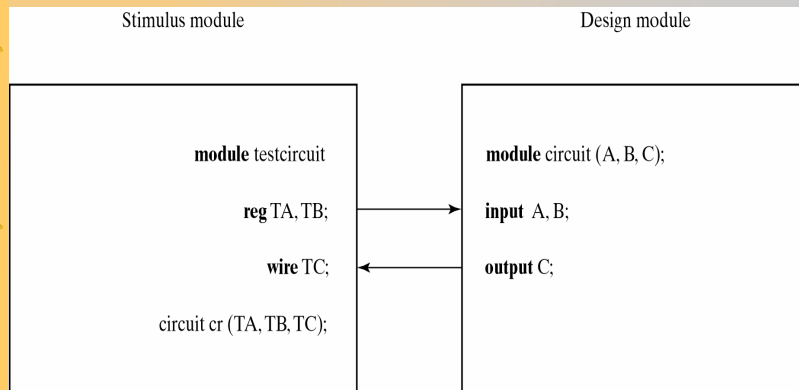 Stimulus module
Design module
module testcircuit
reg TA, TB;
wire TC;
circuit cr (TA, TB, TC);
module circuit (A, B, C);
input A, B;
output C;